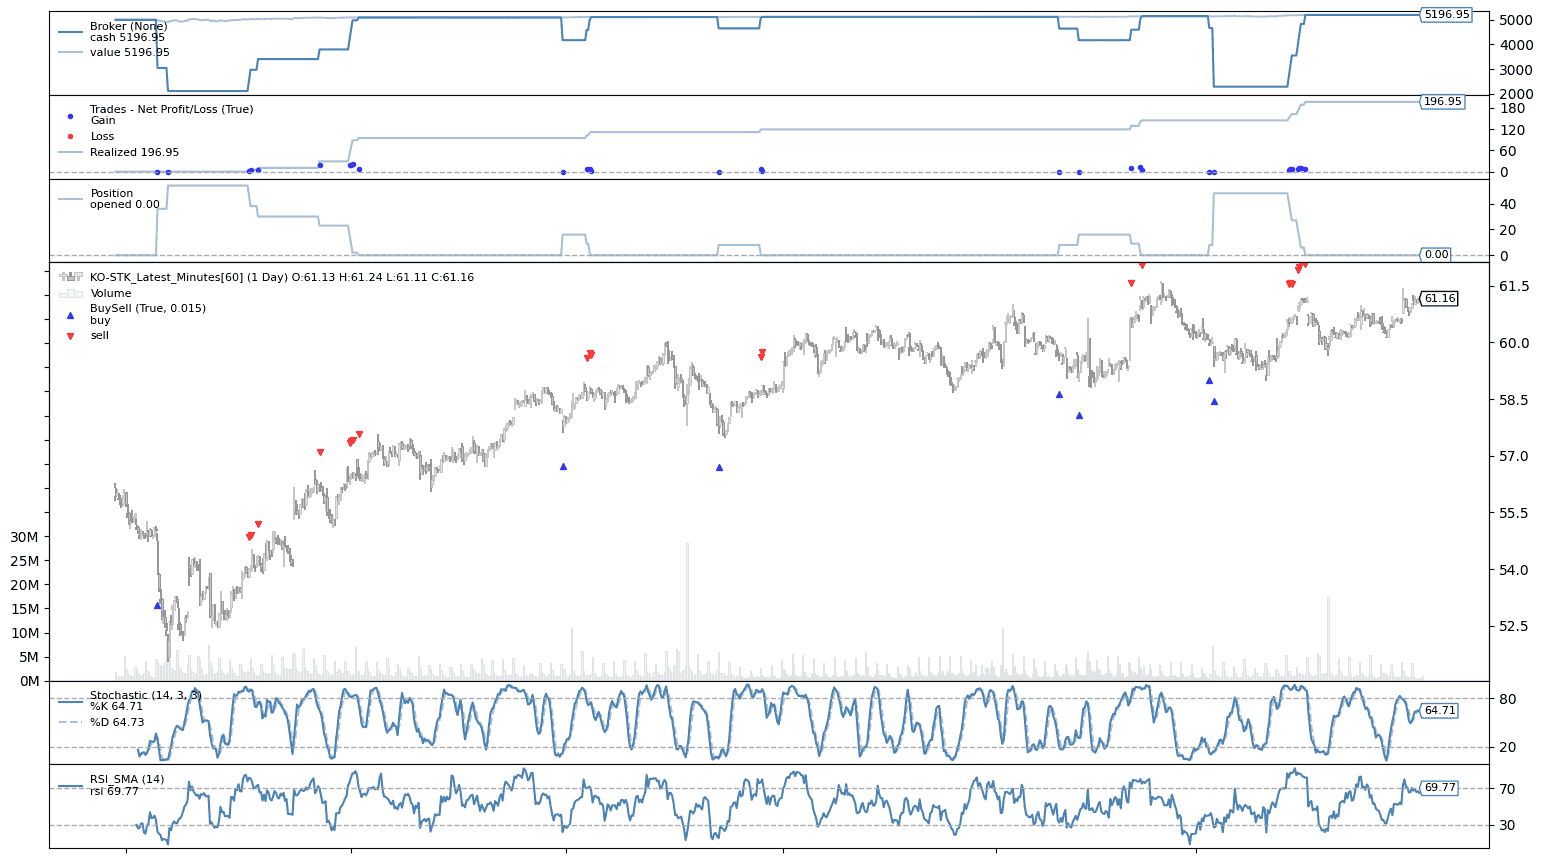 Broker (None)
cash 5196.95
value 5196.95
5196.95
5000
4000
3000
2000
Trades - Net Profit/Loss (True)
Gain
Loss
Realized 196.95
196.95
180
120
60
0
Position
opened 0.00
40
20
0
0.00
KO-STK_Latest_Minutes[60] (1 Day) O:61.13 H:61.24 L:61.11 C:61.16
Volume
BuySell (True, 0.015)
buy
sell
61.5
61.16
60.0
58.5
57.0
55.5
54.0
52.5
30M
25M
20M
15M
10M
5M
0M
Stochastic (14, 3, 3)
%K 64.71
%D 64.73
80
64.71
20
RSI_SMA (14)
rsi 69.77
70
69.77
30